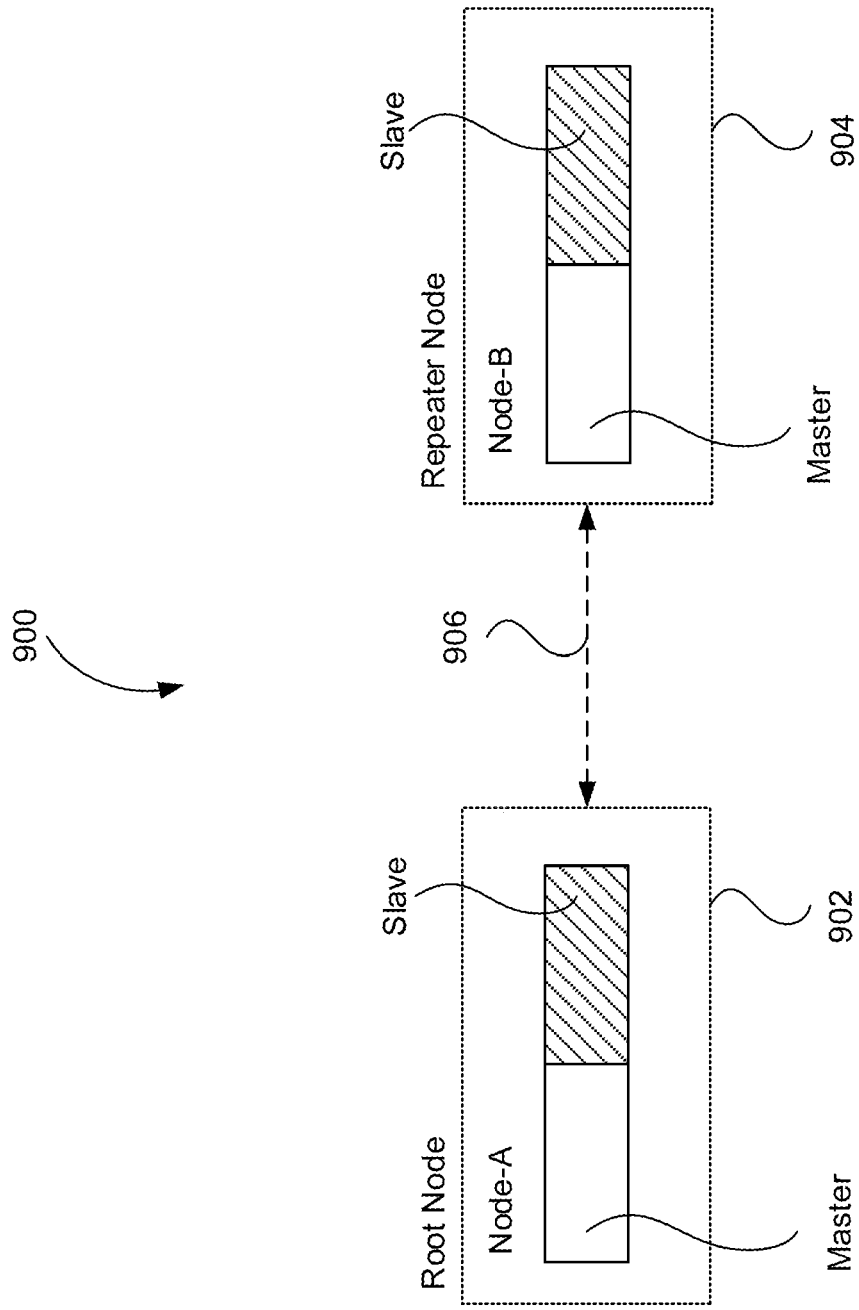 900
Root Node
Node-A
Slave
Master
902
906
Repeater Node
Node-B
Slave
Master
904